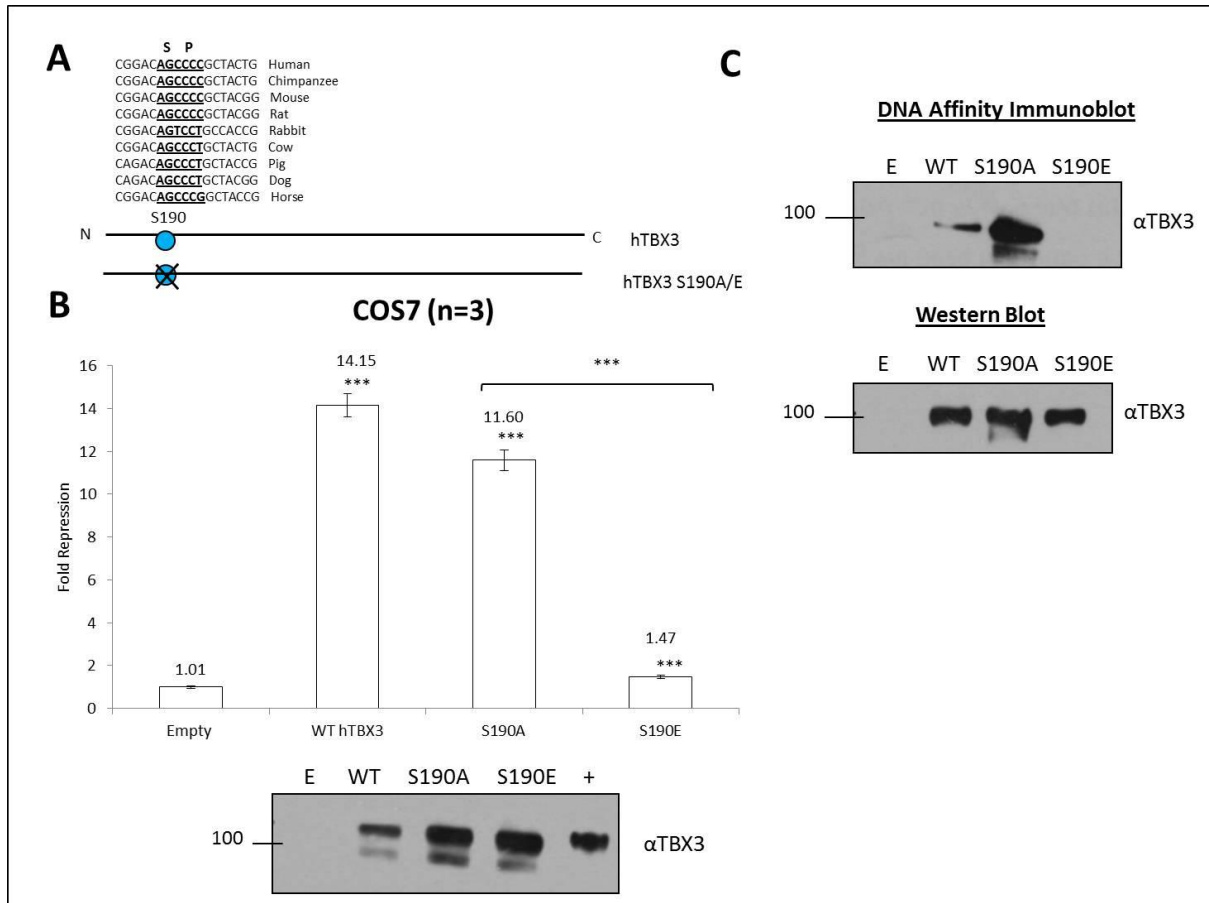 A
S P
CGGACAGCCCCGCTACTG Human
CGGACAGCCCCGCTACTG Chimpanzee
CGGACAGCCCCGCTACGG Mouse
CGGACAGCCCCGCTACGG Rat
CGGACAGTCCTGCCACCG Rabbit
CGGACAGCCCTGCTACTG Cow
CAGACAGCCCTGCTACCG Pig
CAGACAGCCCTGCTACGG Dog
CGGACAGCCCGGCTACCG Horse
S190
N C hTBX3
hTBX3 S190A/E
B
COS7 (n=3)
Fold Repression
16
14
12
10
8
6
4
2
0
1.01
14.15
***
11.60
***
1.47
***
***
Empty WT hTBX3 S190A S190E
E WT S190A S190E +
100 αTBX3
C
DNA Affinity Immunoblot
E WT S190A S190E
100 αTBX3
Western Blot
E WT S190A S190E
100 αTBX3